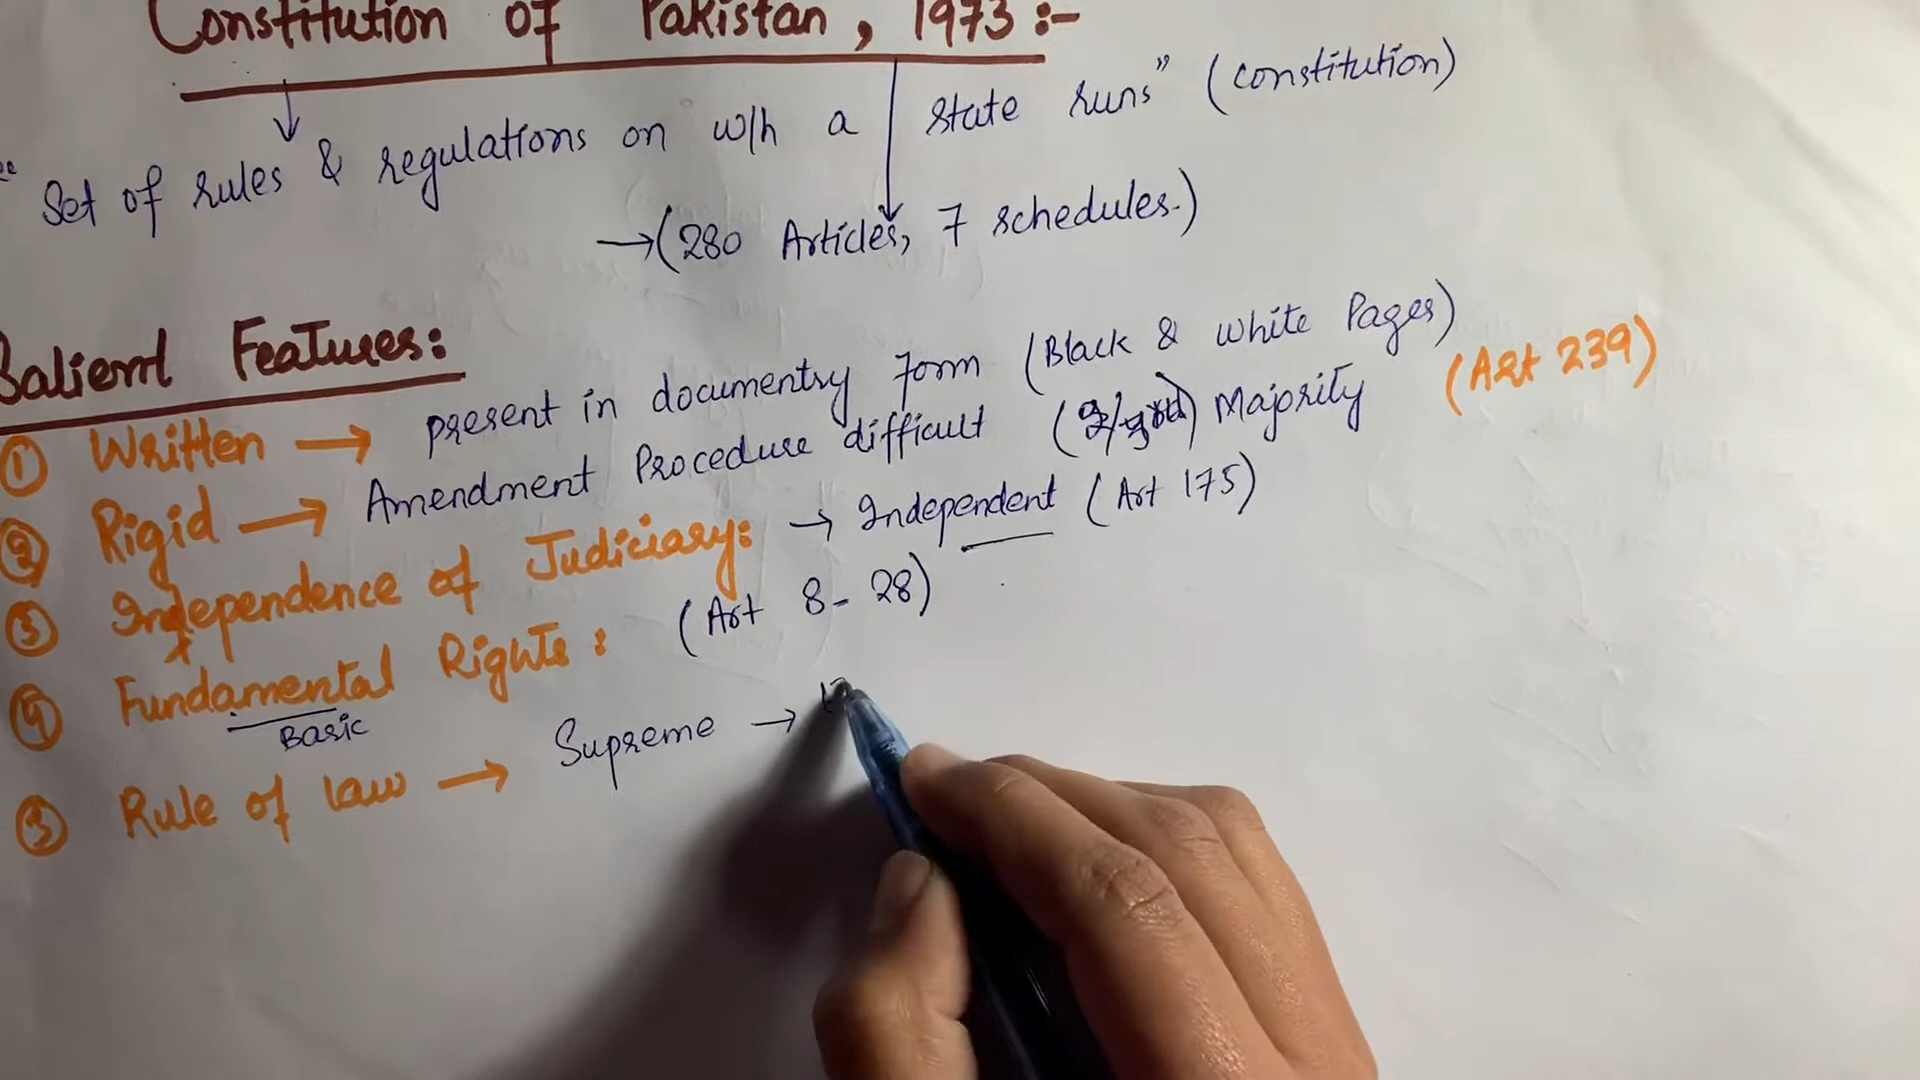 Constitution of Pakistan, 1973 :-
" Set of rules & regulations on w/h a state runs" (constitution)
→(280 Articles, 7 schedules.)
Salient Features:
① Written → present in documentry form (Black & White Pages)
② Rigid → Amendment Procedure difficult (2/3rd) Majority (Art 239)
③ Independence of Judiciary: → Independent (Art 175)
④ Fundamental Rights : (Art 8 - 28)
Basic
⑤ Rule of law → Supreme →